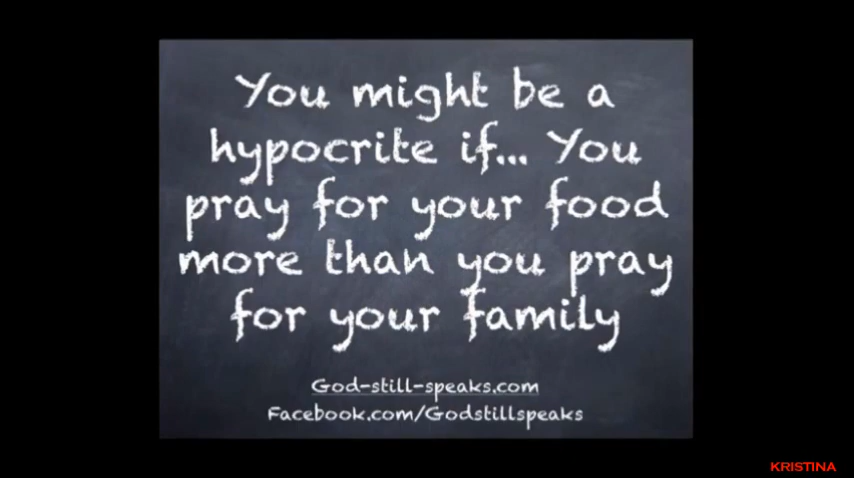 You might be a
hypocrite if... You
pray for your food
more than you pray
for your family
God-still-speaks.com
Facebook.com/Godstillspeaks
KRISTINA